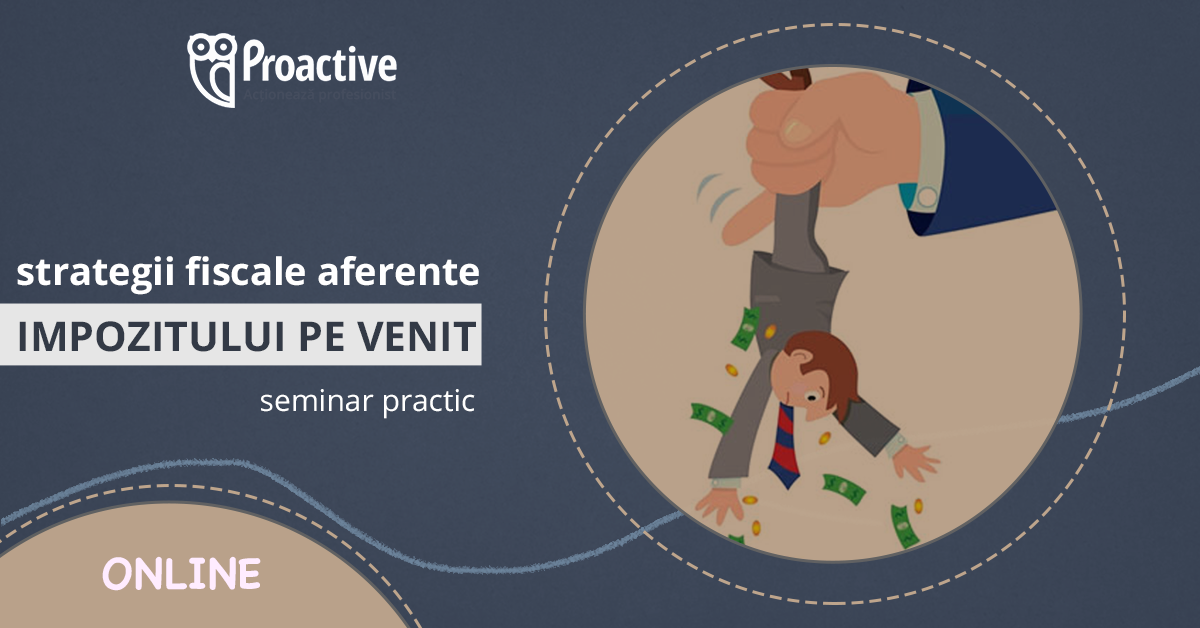 Proactive
Acționează profesionist
strategii fiscale aferente
IMPOZITULUI PE VENIT
seminar practic
ONLINE